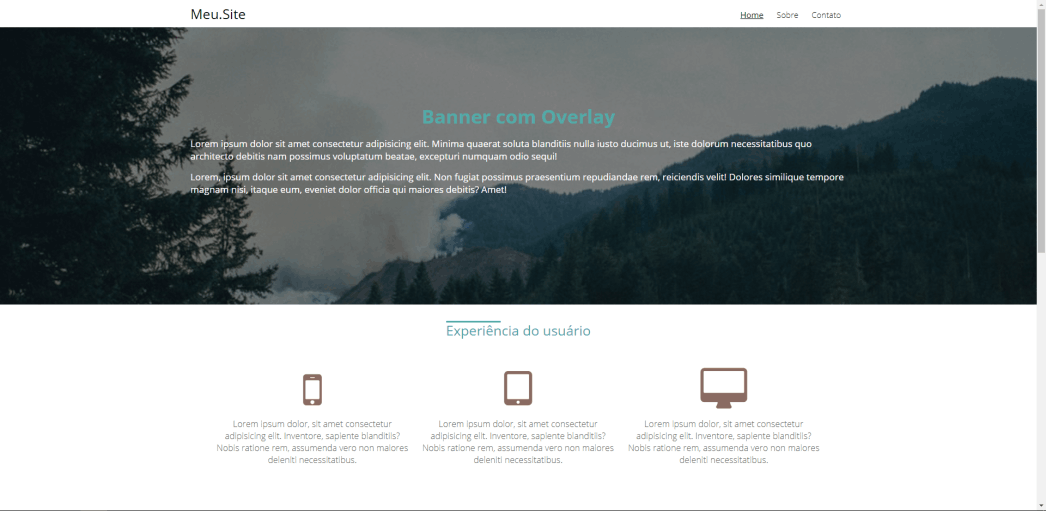 Meu.Site
Home Sobre Contato
Banner com Overlay
Lorem ipsum dolor sit amet consectetur adipisicing elit. Minima quaerat soluta blanditiis nulla iusto ducimus ut, iste dolorum necessitatibus quo
architecto debitis nam possimus voluptatum beatae, excepturi numquam odio sequi!
Lorem, ipsum dolor sit amet consectetur adipisicing elit. Non fugiat possimus praesentium repudiandae rem, reiciendis velit! Dolores similique tempore
magnam nisi, itaque eum, eveniet dolor officia qui maiores debitis? Amet!
Experiência do usuário
Lorem ipsum dolor, sit amet consectetur
adipisicing elit. Inventore, sapiente blanditiis?
Nobis ratione rem, assumenda vero non maiores
deleniti necessitatibus.
Lorem ipsum dolor, sit amet consectetur
adipisicing elit. Inventore, sapiente blanditiis?
Nobis ratione rem, assumenda vero non maiores
deleniti necessitatibus.
Lorem ipsum dolor, sit amet consectetur
adipisicing elit. Inventore, sapiente blanditiis?
Nobis ratione rem, assumenda vero non maiores
deleniti necessitatibus.